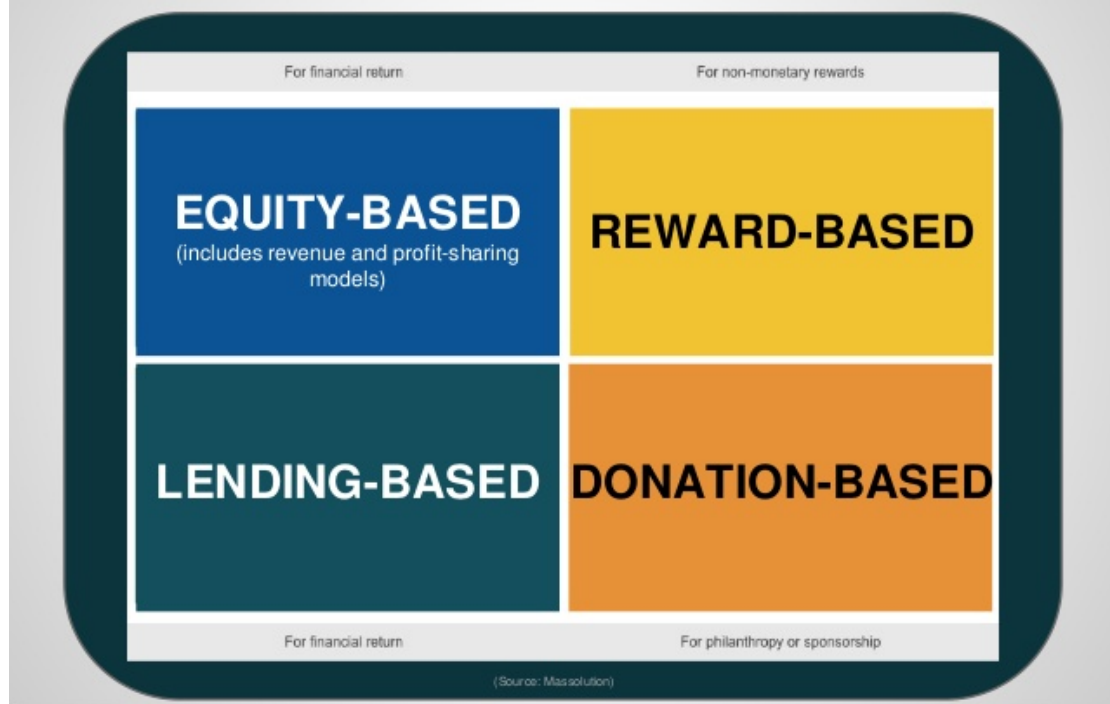 For financial return
For non-monetary rewards
EQUITY-BASED
(includes revenue and profit-sharing
models)
REWARD-BASED
LENDING-BASED
DONATION-BASED
For financial return
For philanthropy or sponsorship
(Source: Massolution)